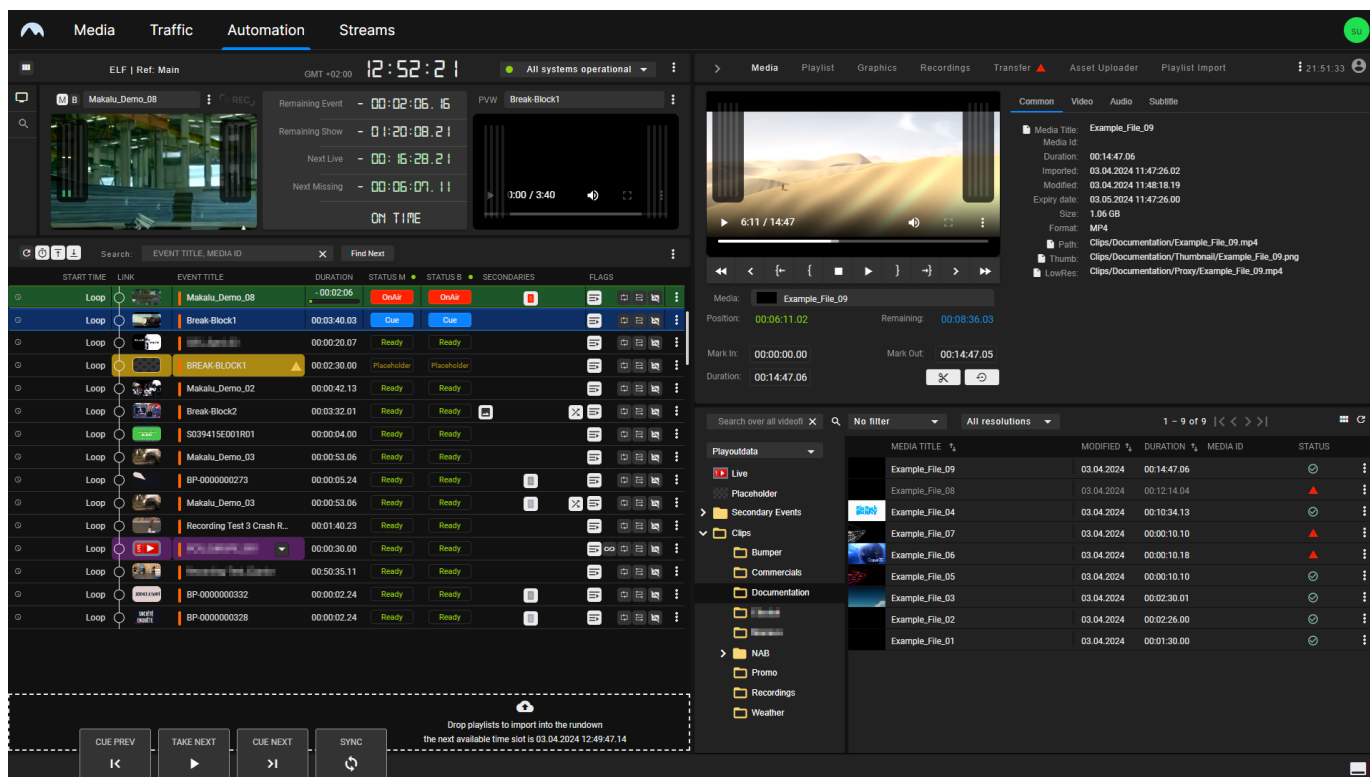 Media Traffic Automation Streams
SU
ELF | Ref: Main
GMT +02:00 12:52:21
All systems operational
M B Makalu_Demo_08 REC
Remaining Event - 00:02:06.16
Remaining Show - 01:20:08.21
Next Live - 00:16:28.21
Next Missing - 00:06:07.11
ON TIME
PVW Break-Block1
0:00 / 3:40
Search: EVENT TITLE, MEDIA ID Find Next
START TIME LINK EVENT TITLE DURATION STATUS M STATUS B SECONDARIES FLAGS
Loop Makalu_Demo_08 - 00:02:06 OnAir OnAir
Loop Break-Block1 00:03:40.03 Cue Cue
Loop 00:00:20.07 Ready Ready
Loop BREAK-BLOCK1 00:02:30.00 Placeholder Placeholder
Loop Makalu_Demo_02 00:00:42.13 Ready Ready
Loop Break-Block2 00:03:32.01 Ready Ready
Loop S039415E001R01 00:00:04.00 Ready Ready
Loop Makalu_Demo_03 00:00:53.06 Ready Ready
Loop BP-0000000273 00:00:05.24 Ready Ready
Loop Makalu_Demo_03 00:00:53.06 Ready Ready
Loop Recording Test 3 Crash R... 00:01:40.23 Ready Ready
Loop 00:00:30.00 Ready Ready
Loop 00:50:35.11 Ready Ready
Loop BP-0000000332 00:00:02.24 Ready Ready
Loop SOCIÉTÉ ENQUÊTE BP-0000000328 00:00:02.24 Ready Ready
Drop playlists to import into the rundown
the next available time slot is 03.04.2024 12:49:47.14
CUE PREV TAKE NEXT CUE NEXT SYNC
Media Playlist Graphics Recordings Transfer Asset Uploader Playlist Import 21:51:33
6:11 / 14:47
Common Video Audio Subtitle
Media Title: Example_File_09
Media Id:
Duration: 00:14:47.06
Imported: 03.04.2024 11:47:26.02
Modified: 03.04.2024 11:48:18.19
Expiry date: 03.05.2024 11:47:26.00
Size: 1.06 GB
Format: MP4
Path: Clips/Documentation/Example_File_09.mp4
Thumb: Clips/Documentation/Thumbnail/Example_File_09.png
LowRes: Clips/Documentation/Proxy/Example_File_09.mp4
Media: Example_File_09
Position: 00:06:11.02 Remaining: 00:08:36.03
Mark In: 00:00:00.00 Mark Out: 00:14:47.05
Duration: 00:14:47.06
Search over all videofi No filter All resolutions 1 – 9 of 9
Playoutdata
Live
Placeholder
Secondary Events
Clips
Bumper
Commercials
Documentation
NAB
Promo
Recordings
Weather
MEDIA TITLE MODIFIED DURATION MEDIA ID STATUS
Example_File_09 03.04.2024 00:14:47.06
Example_File_08 03.04.2024 00:12:14.04
Example_File_04 03.04.2024 00:10:34.13
Example_File_07 03.04.2024 00:00:10.10
Example_File_06 03.04.2024 00:00:10.18
Example_File_05 03.04.2024 00:00:10.10
Example_File_03 03.04.2024 00:02:30.01
Example_File_02 03.04.2024 00:02:26.00
Example_File_01 03.04.2024 00:01:30.00